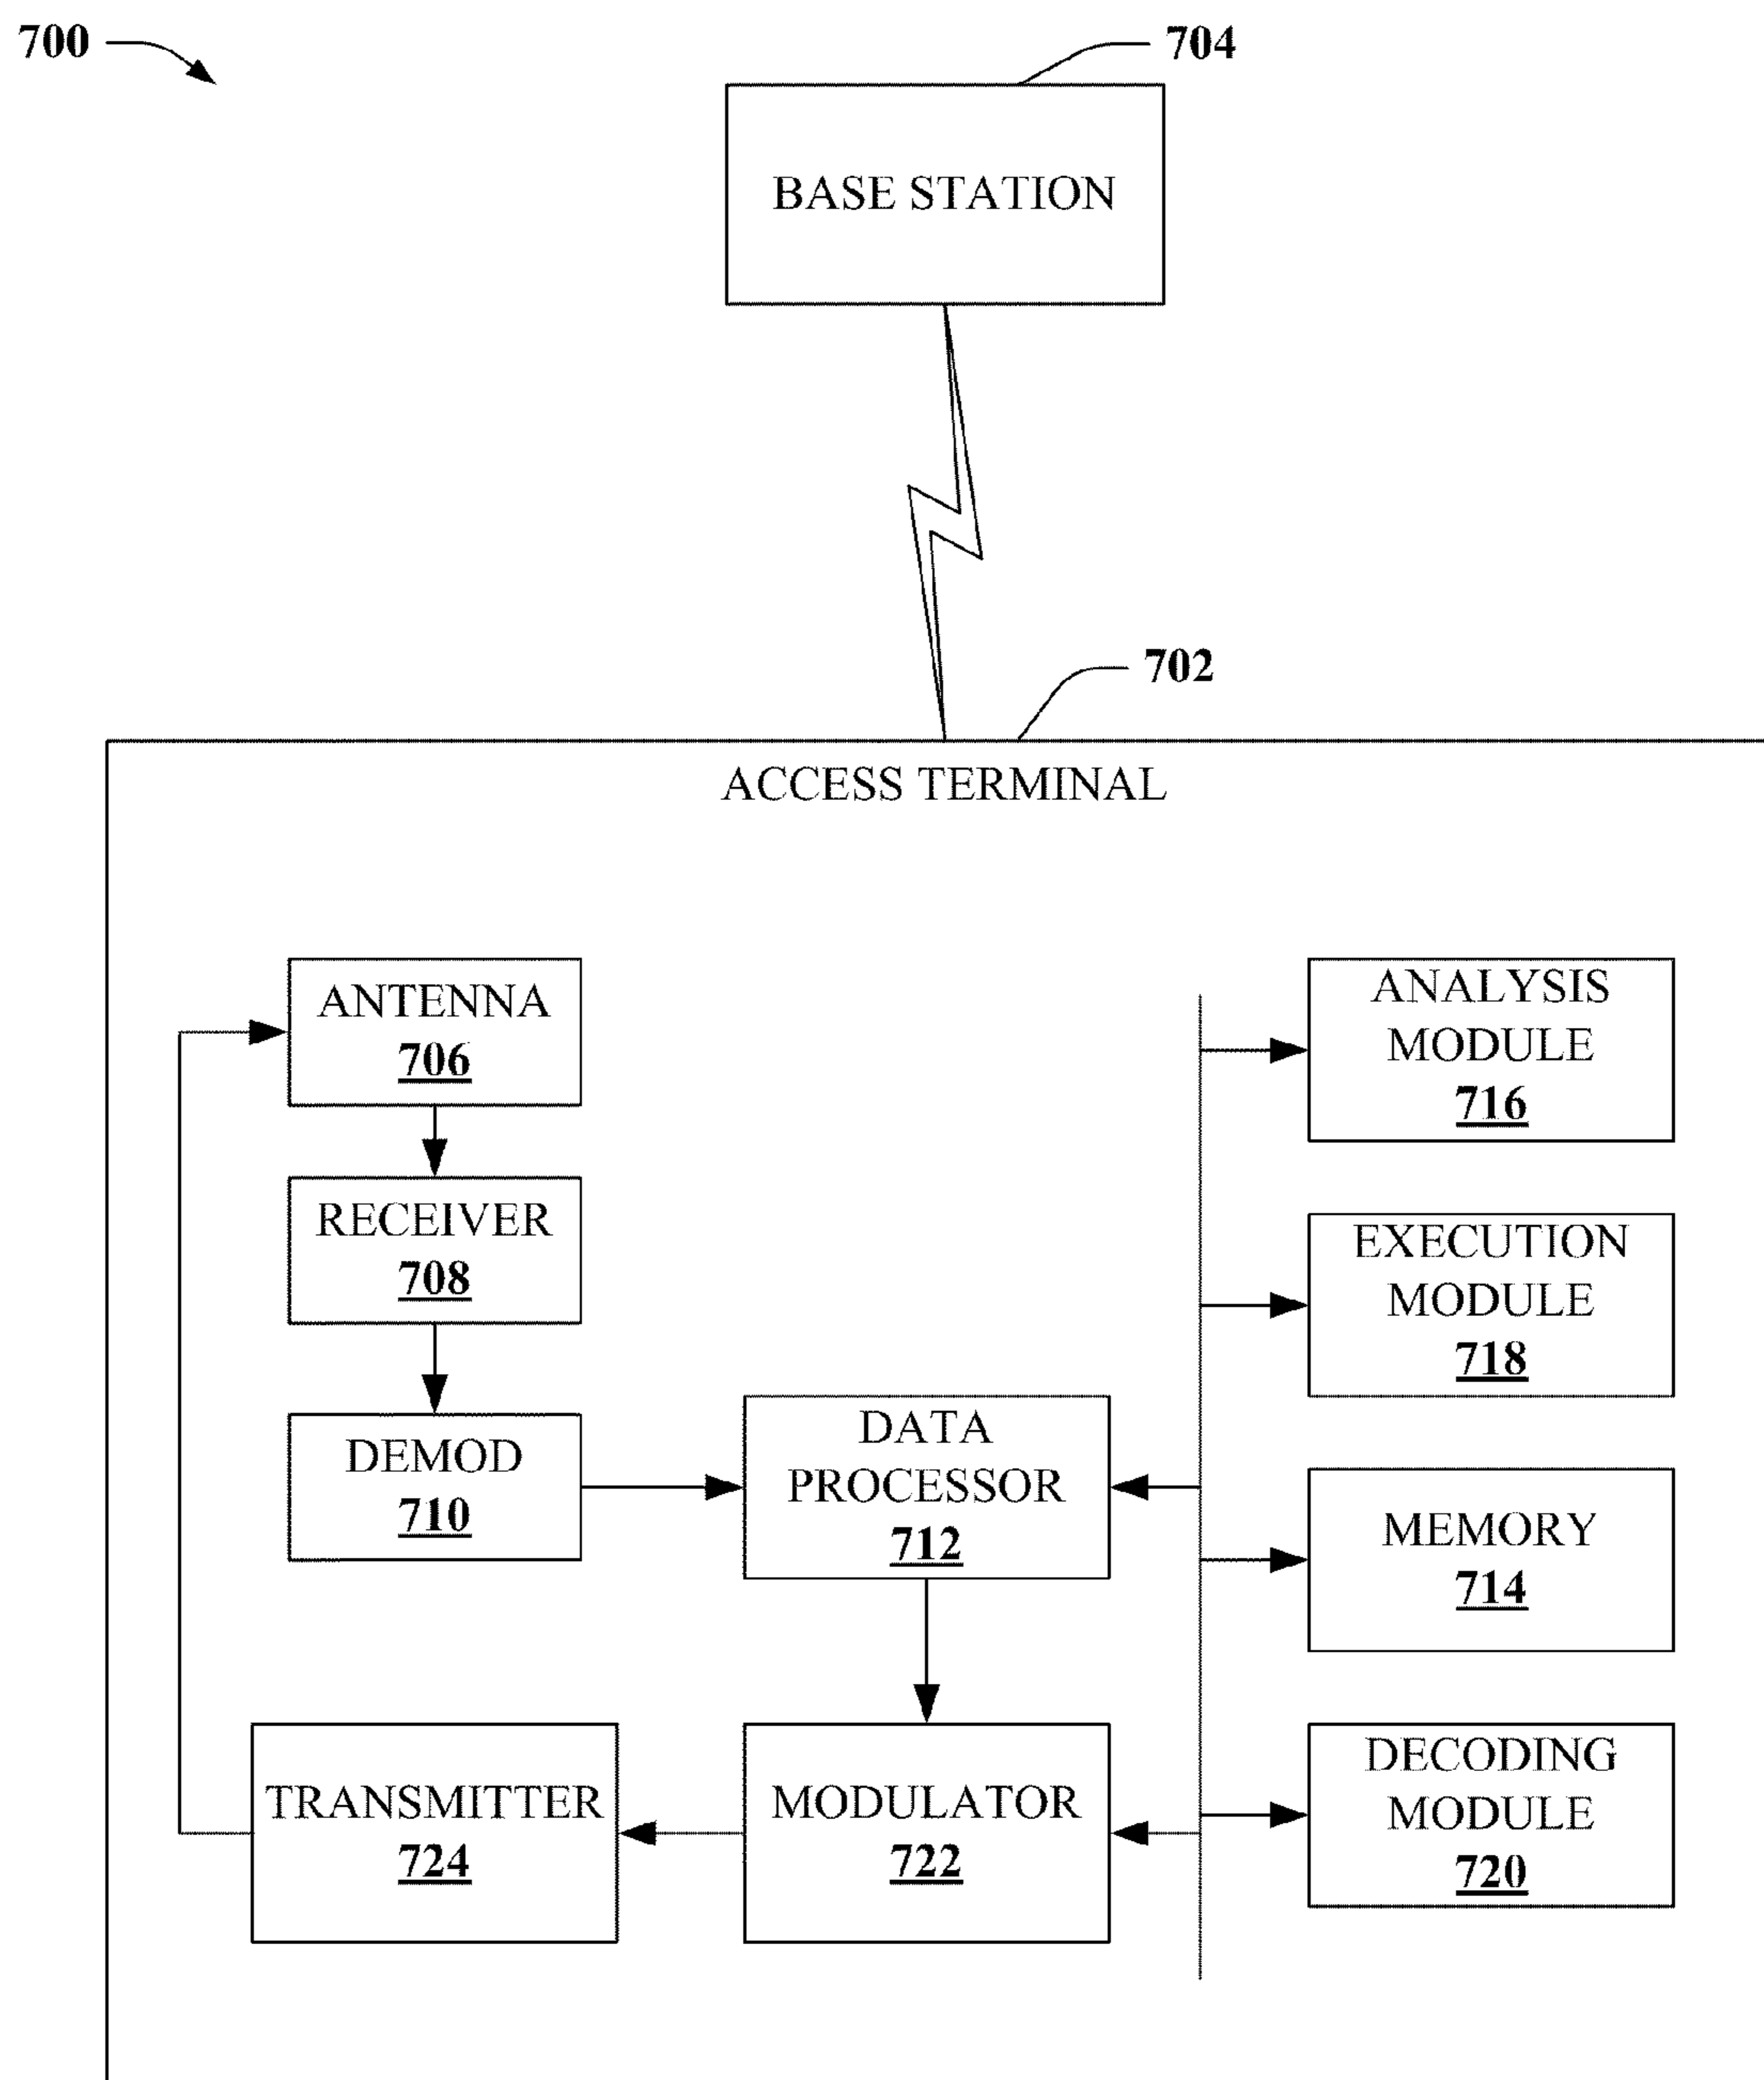 700
704
BASE STATION
702
ACCESS TERMINAL
ANTENNA
706
RECEIVER
708
DEMOD
710
DATA
PROCESSOR
712
TRANSMITTER
724
MODULATOR
722
ANALYSIS
MODULE
716
EXECUTION
MODULE
718
MEMORY
714
DECODING
MODULE
720